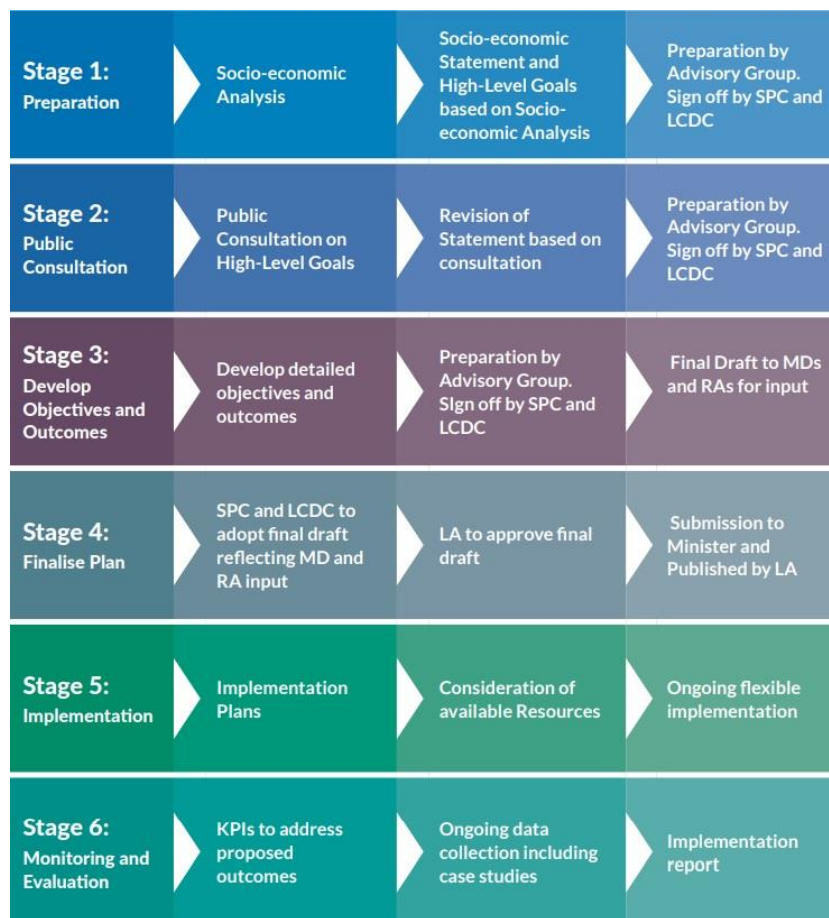 Stage 1:
Preparation
Socio-economic
Analysis
Socio-economic
Statement and
High-Level Goals
based on Socio-
economic Analysis
Preparation by
Advisory Group.
Sign off by SPC and
LCDC
Stage 2:
Public
Consultation
Public
Consultation on
High-Level Goals
Revision of
Statement based on
consultation
Preparation by
Advisory Group.
Sign off by SPC and
LCDC
Stage 3:
Develop
Objectives and
Outcomes
Develop detailed
objectives and
outcomes
Preparation by
Advisory Group.
SIgn off by SPC and
LCDC
Final Draft to MDs
and RAs for input
Stage 4:
Finalise Plan
SPC and LCDC to
adopt final draft
reflecting MD and
RA input
LA to approve final
draft
Submission to
Minister and
Published by LA
Stage 5:
Implementation
Implementation
Plans
Consideration of
available Resources
Ongoing flexible
implementation
Stage 6:
Monitoring and
Evaluation
KPIs to address
proposed
outcomes
Ongoing data
collection including
case studies
Implementation
report